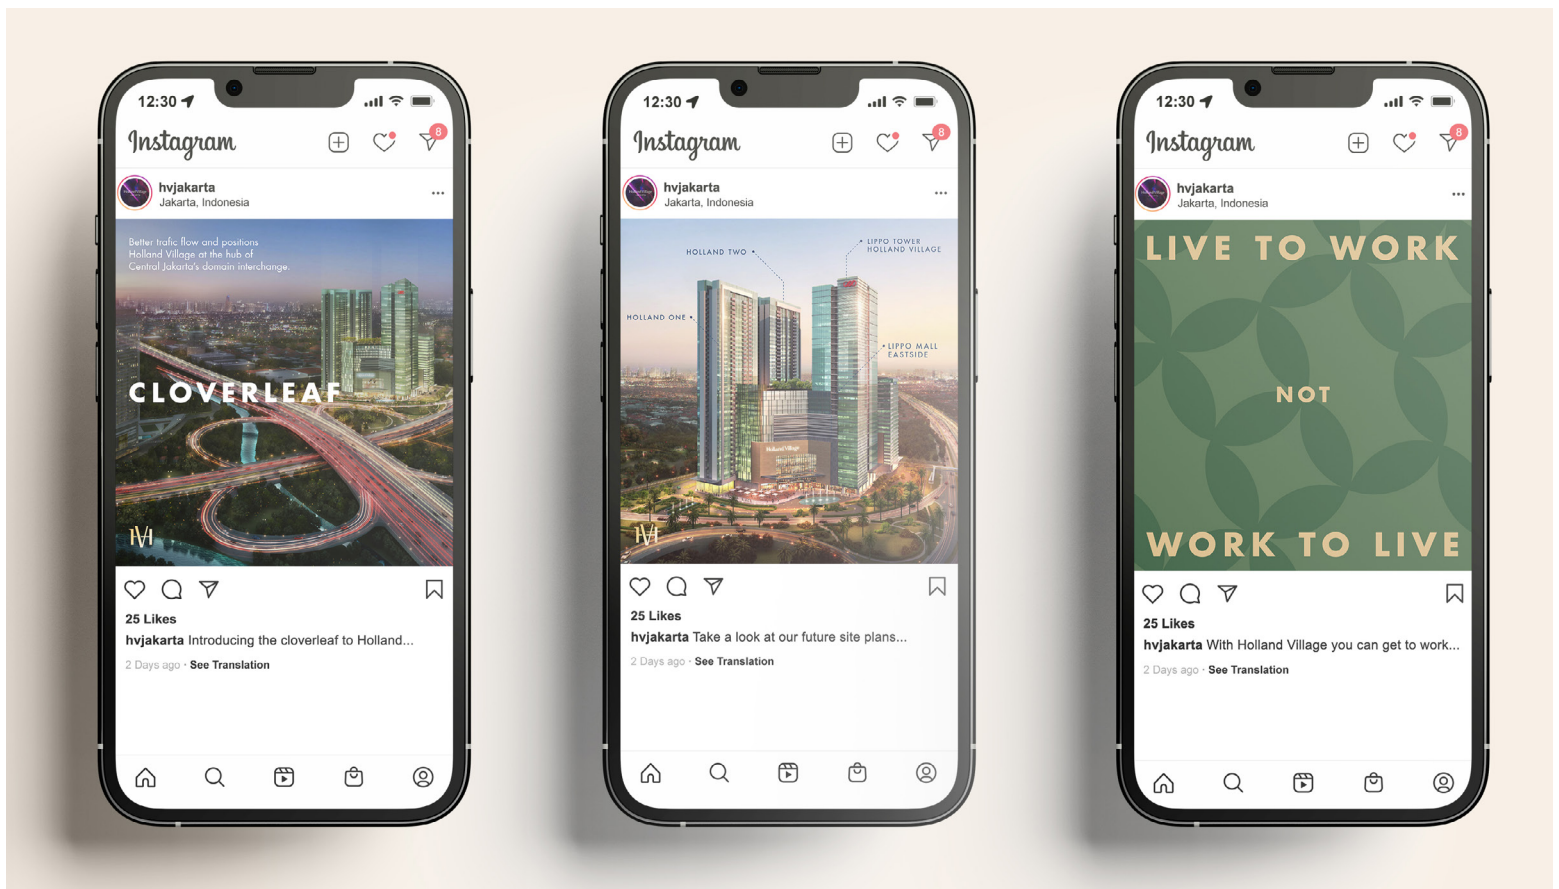 12:30
Instagram
8
hvjakarta
Jakarta, Indonesia
Better trafic flow and positions
Holland Village at the hub of
Central Jakarta's domain interchange.
CLOVERLEAF
25 Likes
hvjakarta Introducing the cloverleaf to Holland...
2 Days ago · See Translation
12:30
Instagram
8
hvjakarta
Jakarta, Indonesia
LIPPO TOWER
HOLLAND VILLAGE
HOLLAND TWO
HOLLAND ONE
LIPPO MALL
EASTSIDE
Holland Village
25 Likes
hvjakarta Take a look at our future site plans...
2 Days ago · See Translation
12:30
Instagram
8
hvjakarta
Jakarta, Indonesia
LIVE TO WORK
NOT
WORK TO LIVE
25 Likes
hvjakarta With Holland Village you can get to work...
2 Days ago · See Translation